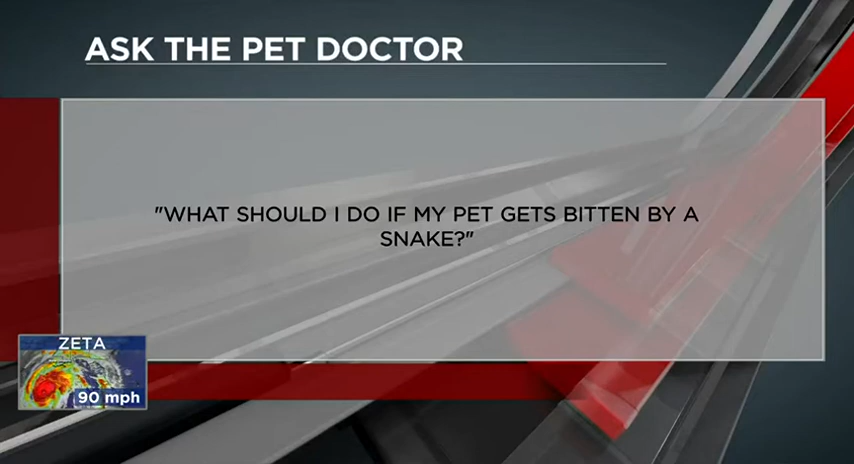 ASK THE PET DOCTOR
"WHAT SHOULD I DO IF MY PET GETS BITTEN BY A
SNAKE?"
ZETA
90 mph